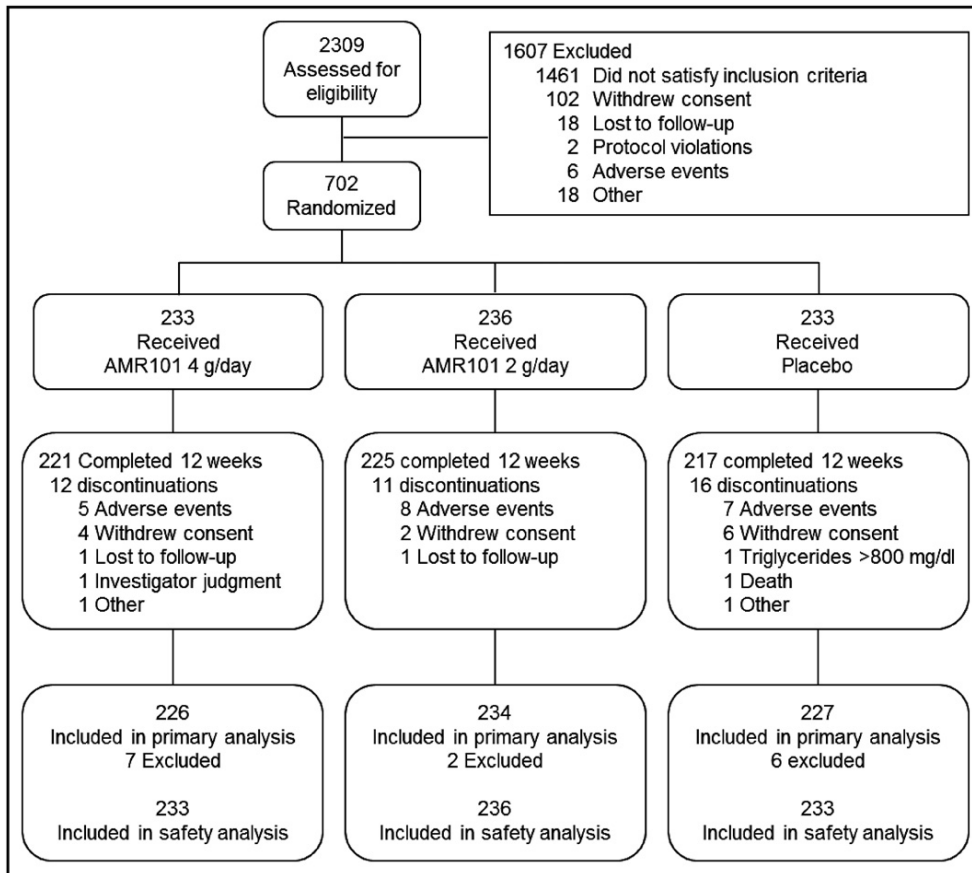 2309
Assessed for
eligibility
1607 Excluded
1461 Did not satisfy inclusion criteria
102 Withdrew consent
18 Lost to follow-up
2 Protocol violations
6 Adverse events
18 Other
702
Randomized
233
Received
AMR101 4 g/day
236
Received
AMR101 2 g/day
233
Received
Placebo
221 Completed 12 weeks
12 discontinuations
5 Adverse events
4 Withdrew consent
1 Lost to follow-up
1 Investigator judgment
1 Other
225 completed 12 weeks
11 discontinuations
8 Adverse events
2 Withdrew consent
1 Lost to follow-up
217 completed 12 weeks
16 discontinuations
7 Adverse events
6 Withdrew consent
1 Triglycerides >800 mg/dl
1 Death
1 Other
226
Included in primary analysis
7 Excluded
233
Included in safety analysis
234
Included in primary analysis
2 Excluded
236
Included in safety analysis
227
Included in primary analysis
6 excluded
233
Included in safety analysis